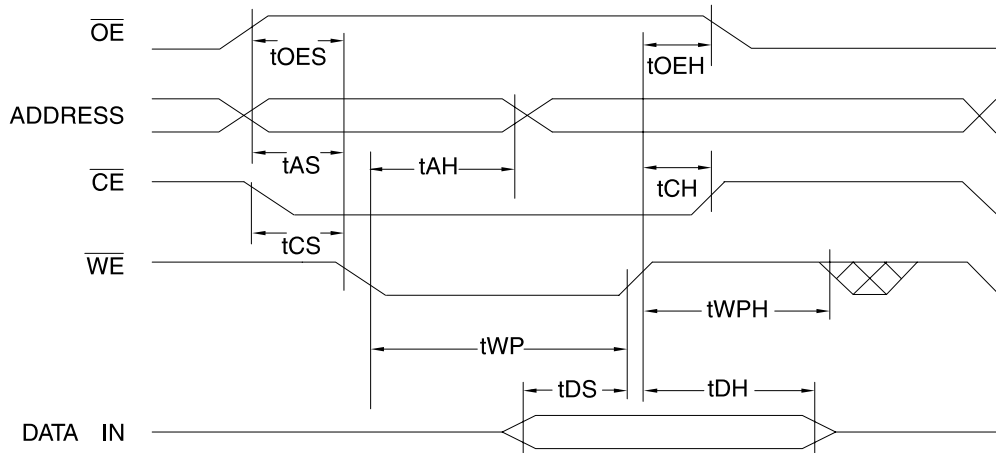 OE
tOES
tOEH
ADDRESS
tAS
tAH
CE
tCH
tCS
WE
tWPH
tWP
tDS
tDH
DATA IN